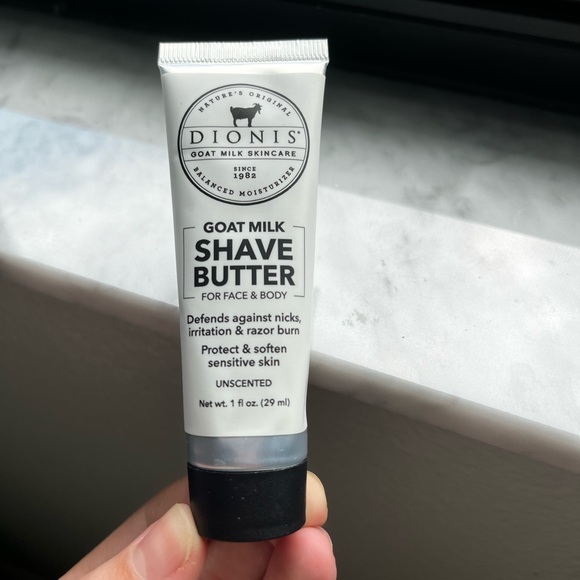 NATURE'S ORIGINAL
DIONIS®
GOAT MILK SKINCARE
SINCE
1982
BALANCED MOISTURIZER
GOAT MILK
SHAVE
BUTTER
FOR FACE & BODY
Defends against nicks,
irritation & razor burn
Protect & soften
sensitive skin
UNSCENTED
Net wt. 1 fl oz. (29 ml)